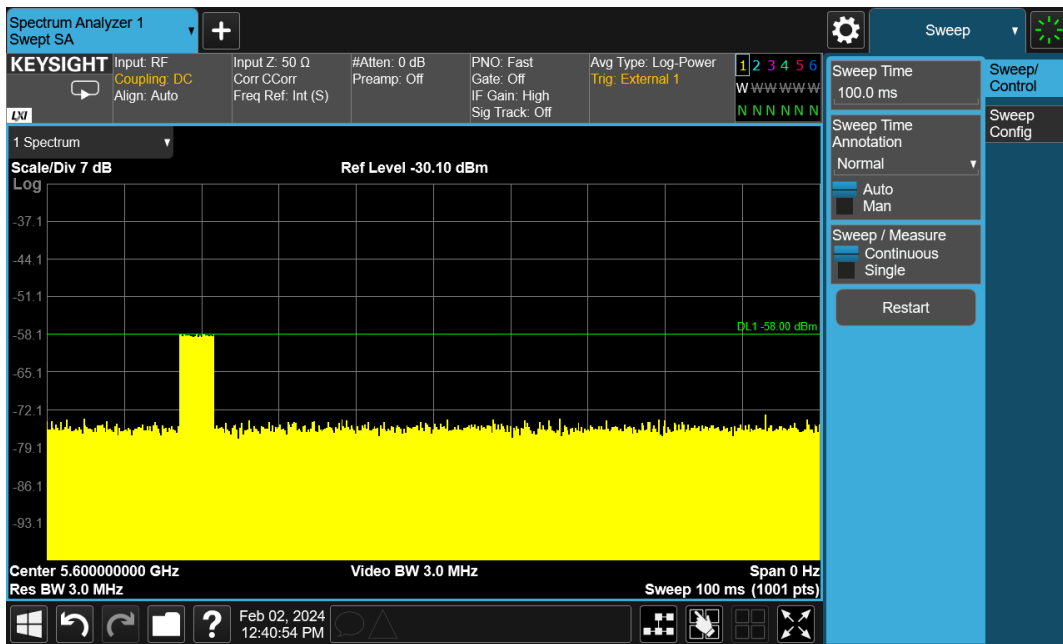 Spectrum Analyzer 1
Swept SA
+
Sweep
KEYSIGHT
LXI
Input: RF
Coupling: DC
Align: Auto
Input Z: 50 Ω
Corr CCorr
Freq Ref: Int (S)
#Atten: 0 dB
Preamp: Off
PNO: Fast
Gate: Off
IF Gain: High
Sig Track: Off
Avg Type: Log-Power
Trig: External 1
1 2 3 4 5 6
W W W W W W
N N N N N N
1 Spectrum
Scale/Div 7 dB
Ref Level -30.10 dBm
Log
-37.1
-44.1
-51.1
-58.1
-65.1
-72.1
-79.1
-86.1
-93.1
DL1 -58.00 dBm
Center 5.600000000 GHz
Video BW 3.0 MHz
Span 0 Hz
Res BW 3.0 MHz
Sweep 100 ms (1001 pts)
Sweep Time
100.0 ms
Sweep Time
Annotation
Normal
Auto
Man
Sweep / Measure
Continuous
Single
Restart
Sweep/
Control
Sweep
Config
?
Feb 02, 2024
12:40:54 PM